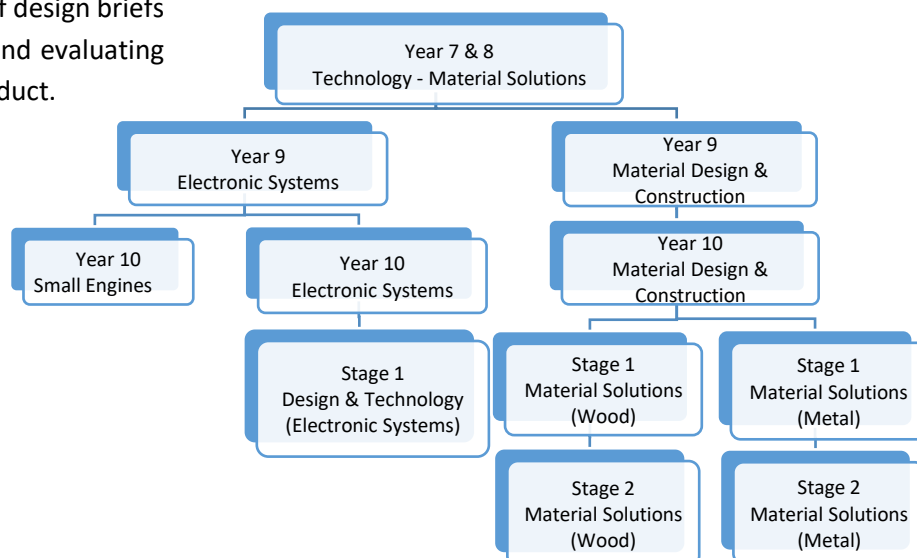 f design briefs
nd evaluating
duct.
Year 7 & 8
Technology - Material Solutions
Year 9
Electronic Systems
Year 9
Material Design &
Construction
Year 10
Small Engines
Year 10
Electronic Systems
Year 10
Material Design &
Construction
Stage 1
Design & Technology
(Electronic Systems)
Stage 1
Material Solutions
(Wood)
Stage 1
Material Solutions
(Metal)
Stage 2
Material Solutions
(Wood)
Stage 2
Material Solutions
(Metal)